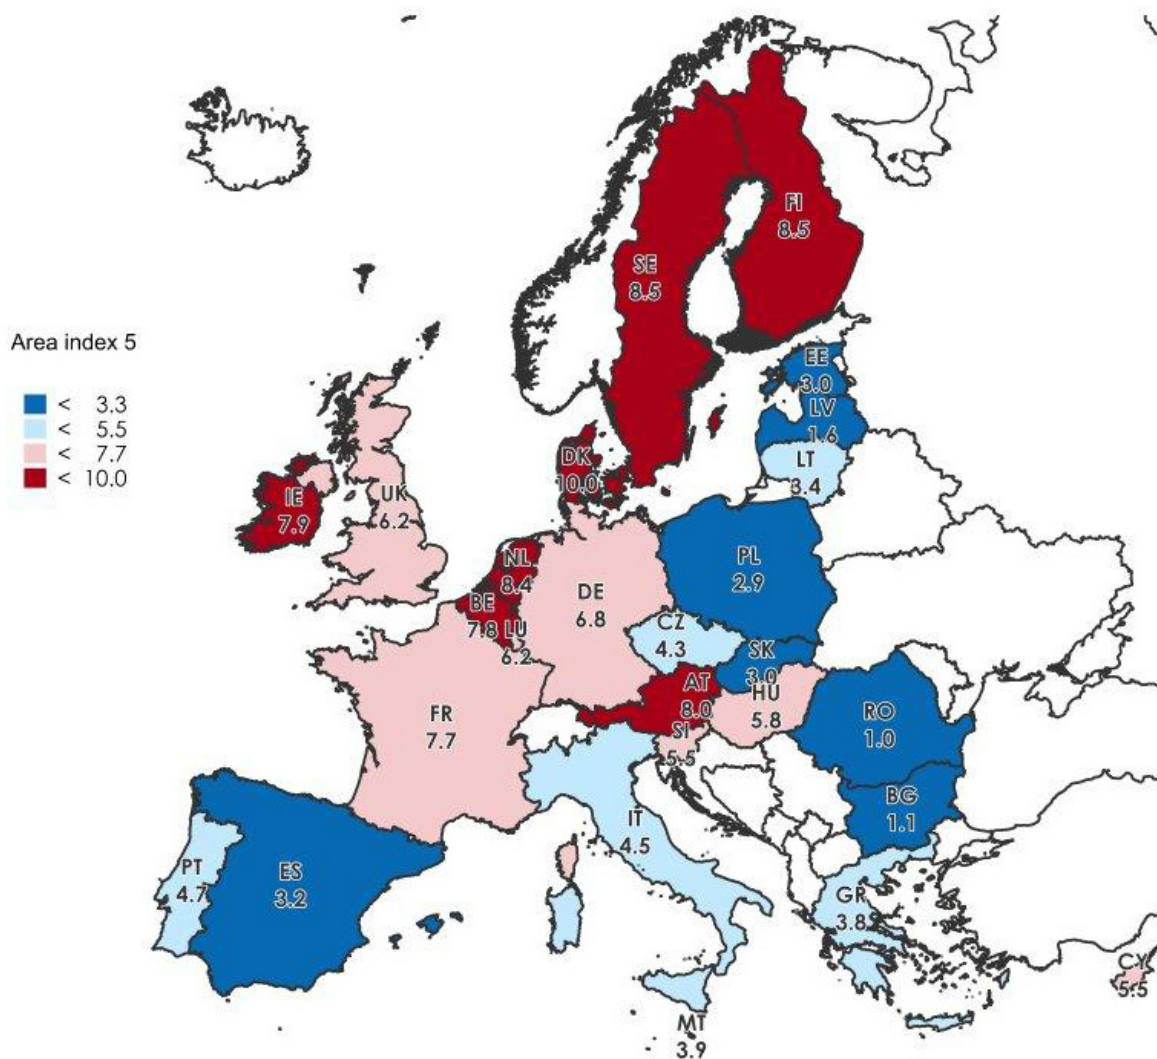 FI
8.5
SE
8.5
Area index 5
< 3.3
< 5.5
< 7.7
< 10.0
EE
3.0
LV
1.6
LT
3.4
DK
10.0
IE
7.9
UK
6.2
NL
8.4
BE
7.8
LU
6.2
DE
6.8
PL
2.9
CZ
4.3
SK
3.0
AT
8.0
HU
5.8
SI
5.5
FR
7.7
RO
1.0
BG
1.1
IT
4.5
PT
4.7
ES
3.2
GR
3.8
CY
5.5
MT
3.9